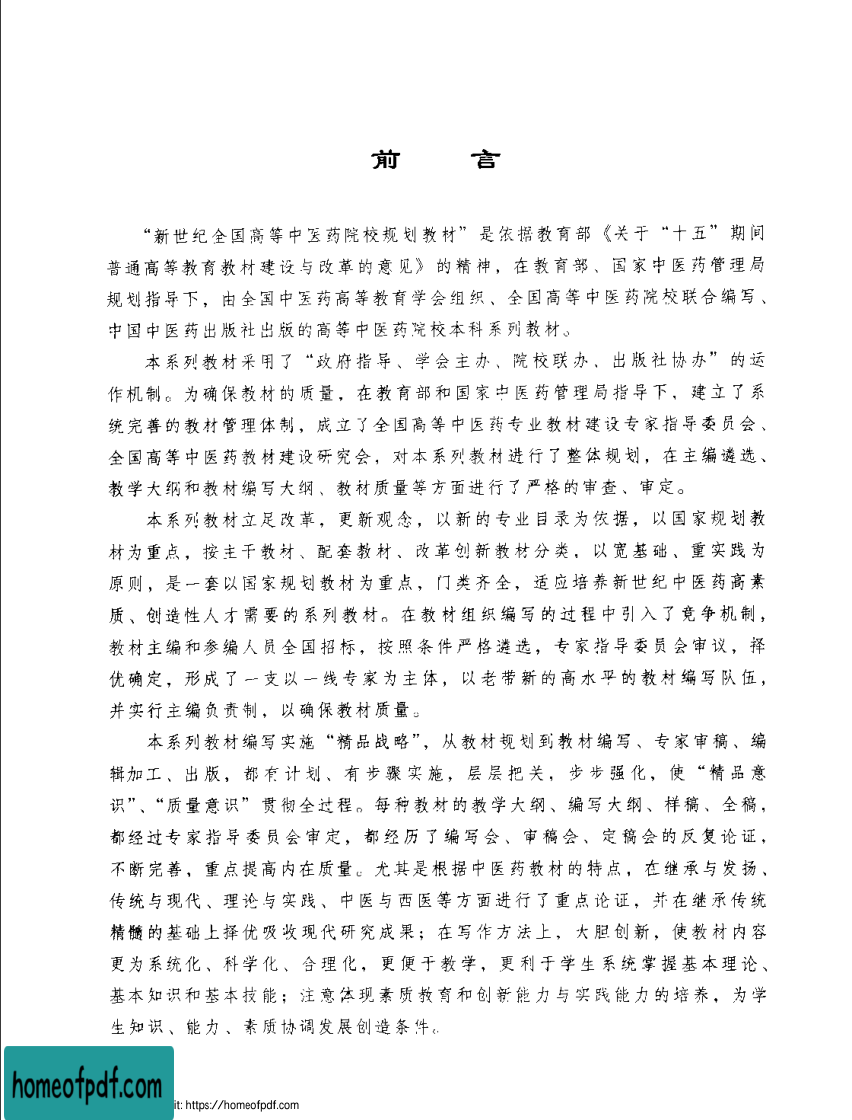 前 言
“新世纪全国高等中医药院校规划教材”是依据教育部《关于“十五”期间
普通高等教育教材建设与改革的意见》的精神，在教育部、国家中医药管理局
规划指导下，由全国中医药高等教育学会组织、全国高等中医药院校联合编写、
中国中医药出版社出版的高等中医药院校本科系列教材。
本系列教材采用了“政府指导、学会主办、院校联办、出版社协办”的运
作机制。为确保教材的质量，在教育部和国家中医药管理局指导下，建立了系
统完善的教材管理体制，成立了全国高等中医药专业教材建设专家指导委员会、
全国高等中医药教材建设研究会，对本系列教材进行了整体规划，在主编遴选、
教学大纲和教材编写大纲、教材质量等方面进行了严格的审查、审定。
本系列教材立足改革，更新观念，以新的专业目录为依据，以国家规划教
材为重点，按主干教材、配套教材、改革创新教材分类，以宽基础、重实践为
原则，是一套以国家规划教材为重点，门类齐全，适应培养新世纪中医药高素
质、创造性人才需要的系列教材。在教材组织编写的过程中引入了竞争机制，
教材主编和参编人员全国招标，按照条件严格遴选，专家指导委员会审议，择
优确定，形成了一支以一线专家为主体，以老带新的高水平的教材编写队伍，
并实行主编负责制，以确保教材质量。
本系列教材编写实施“精品战略”，从教材规划到教材编写、专家审稿、编
辑加工、出版，都有计划、有步骤实施，层层把关，步步强化，使“精品意
识”、“质量意识”贯彻全过程。每种教材的教学大纲、编写大纲、样稿、全稿，
都经过专家指导委员会审定，都经历了编写会、审稿会、定稿会的反复论证，
不断完善，重点提高内在质量。尤其是根据中医药教材的特点，在继承与发扬、
传统与现代、理论与实践、中医与西医等方面进行了重点论证，并在继承传统
精髓的基础上择优吸收现代研究成果；在写作方法上，大胆创新，使教材内容
更为系统化、科学化、合理化，更便于教学，更利于学生系统掌握基本理论、
基本知识和基本技能；注意体现素质教育和创新能力与实践能力的培养，为学
生知识、能力、素质协调发展创造条件。
homeofpdf.com
it: https://homeofpdf.com